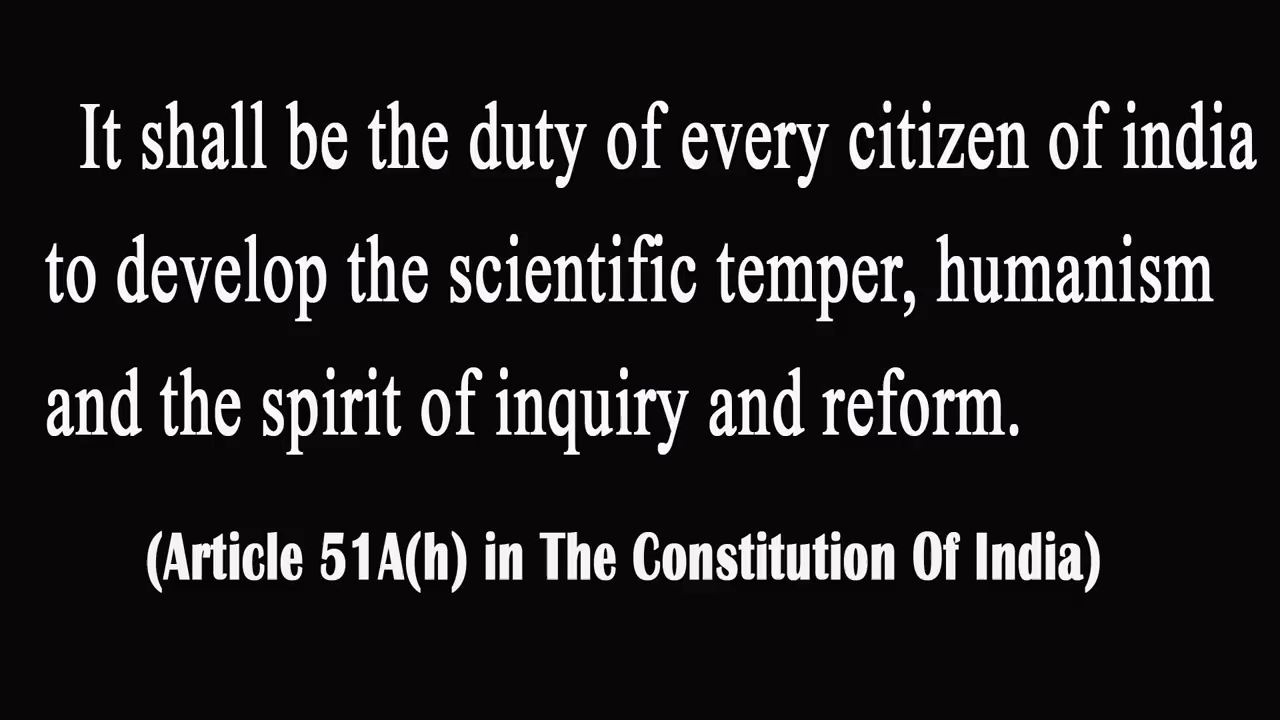 It shall be the duty of every citizen of india
to develop the scientific temper, humanism
and the spirit of inquiry and reform.
(Article 51A(h) in The Constitution Of India)